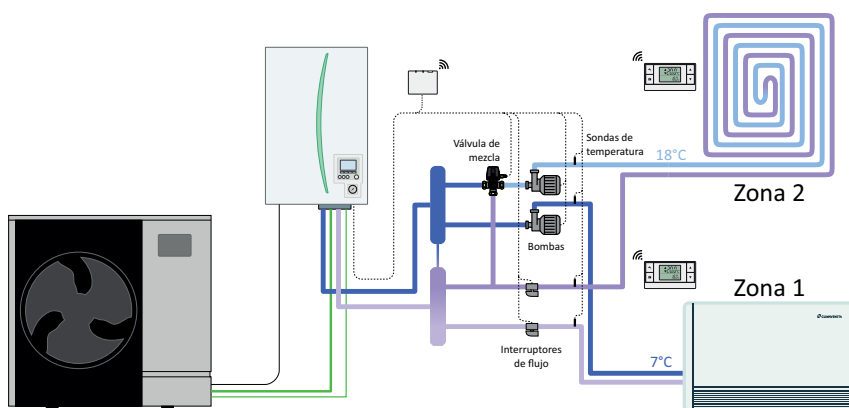 Válvula de
mezcla
Sondas de
temperatura
18°C
Zona 2
Bombas
Zona 1
Interruptores
de flujo
7°C